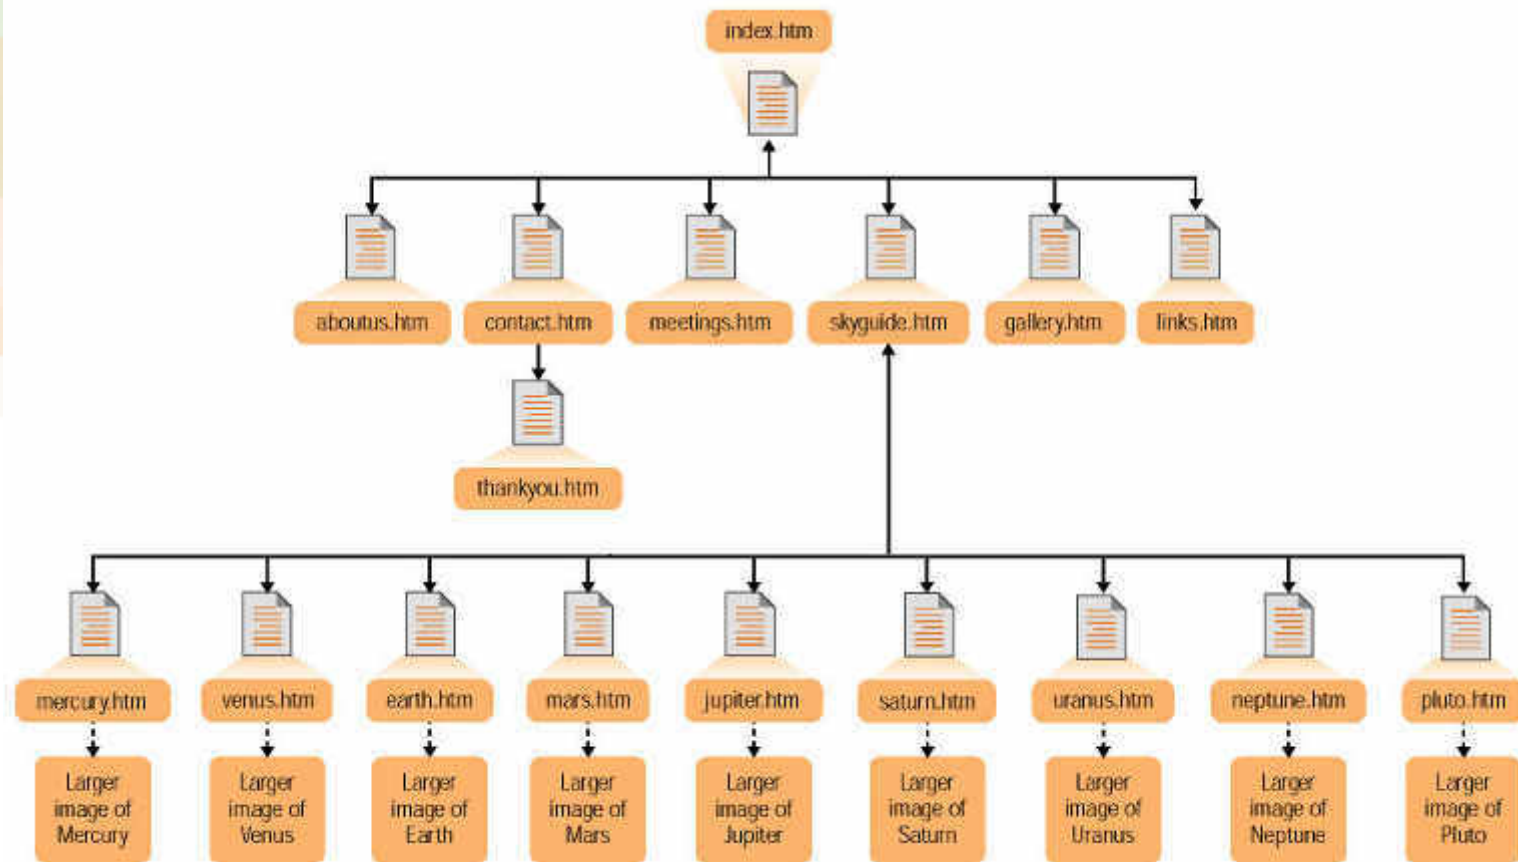 index.htm
aboutus.htm
contact.htm
meetings.htm
skyguide.htm
gallery.htm
links.htm
thankyou.htm
mercury.htm
venus.htm
earth.htm
mars.htm
jupiter.htm
saturn.htm
uranus.htm
neptune.htm
pluto.htm
Larger
image of
Mercury
Larger
image of
Venus
Larger
image of
Earth
Larger
image of
Mars
Larger
image of
Jupiter
Larger
image of
Saturn
Larger
image of
Uranus
Larger
image of
Neptune
Larger
image of
Pluto